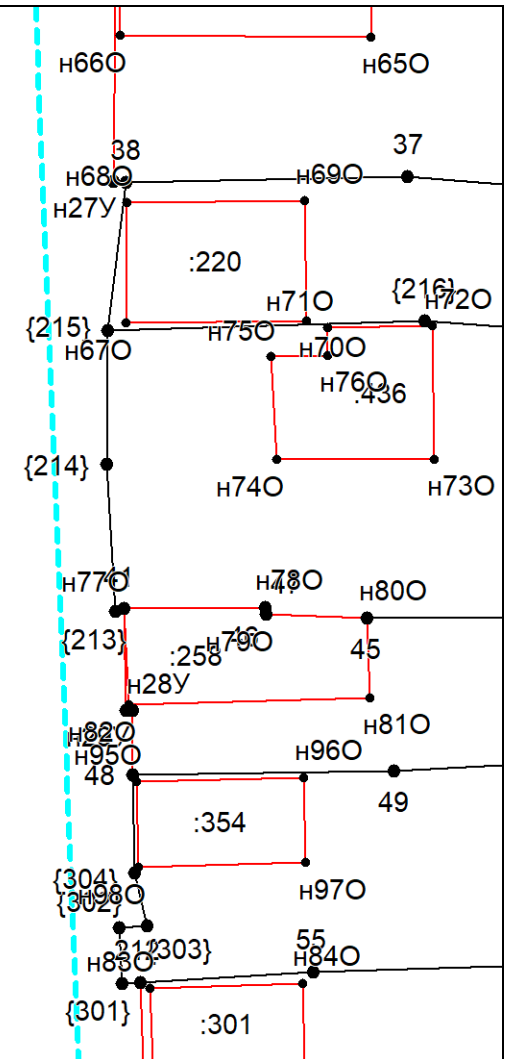 н66О
н65О
38
37
н68О
н69О
н27У
:220
{216}
н71О
н72О
{215}
н75О
н67О
н70О
н76О
:436
{214}
н74О
н73О
н77О
н78О
н80О
{213}
н79О
45
:258
н28У
н81О
н82О
н95О
н96О
48
49
:354
{304}
н98О
н97О
{302}
{303}
55
н83О
н84О
{301}
:301